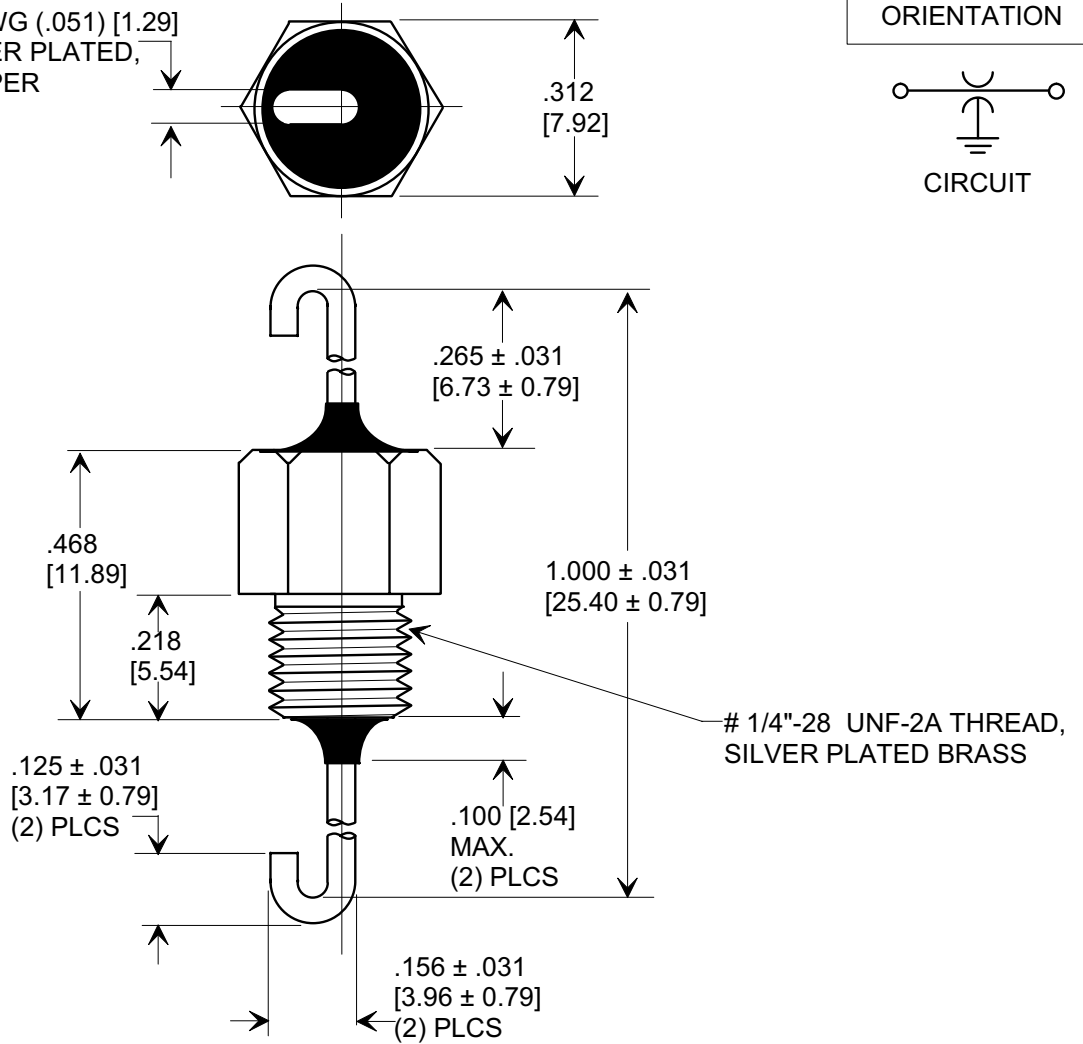 (.051) [1.29]
PLATED,
ORIENTATION
.312
[7.92]
CIRCUIT
.265 ± .031
[6.73 ± 0.79]
.468
[11.89]
1.000 ± .031
[25.40 ± 0.79]
.218
[5.54]
# 1/4"-28 UNF-2A THREAD,
SILVER PLATED BRASS
.125 ± .031
[3.17 ± 0.79]
(2) PLCS
.100 [2.54]
MAX.
(2) PLCS
.156 ± .031
[3.96 ± 0.79]
(2) PLCS